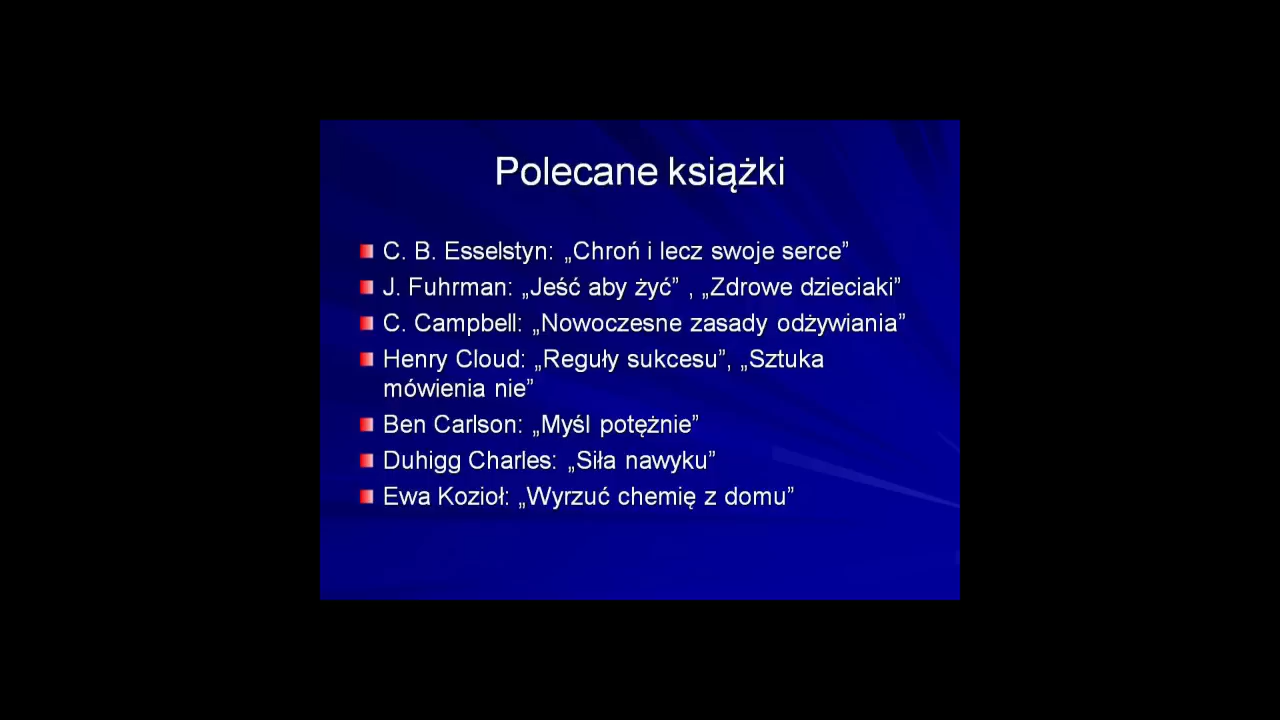 Polecane książki
C. B. Esselstyn: „Chroń i lecz swoje serce”
J. Fuhrman: „Jeść aby żyć” , „Zdrowe dzieciaki”
C. Campbell: „Nowoczesne zasady odżywiania”
Henry Cloud: „Reguły sukcesu”, „Sztuka
mówienia nie”
Ben Carlson: „Myśl potężnie”
Duhigg Charles: „Siła nawyku”
Ewa Kozioł: „Wyrzuć chemię z domu”